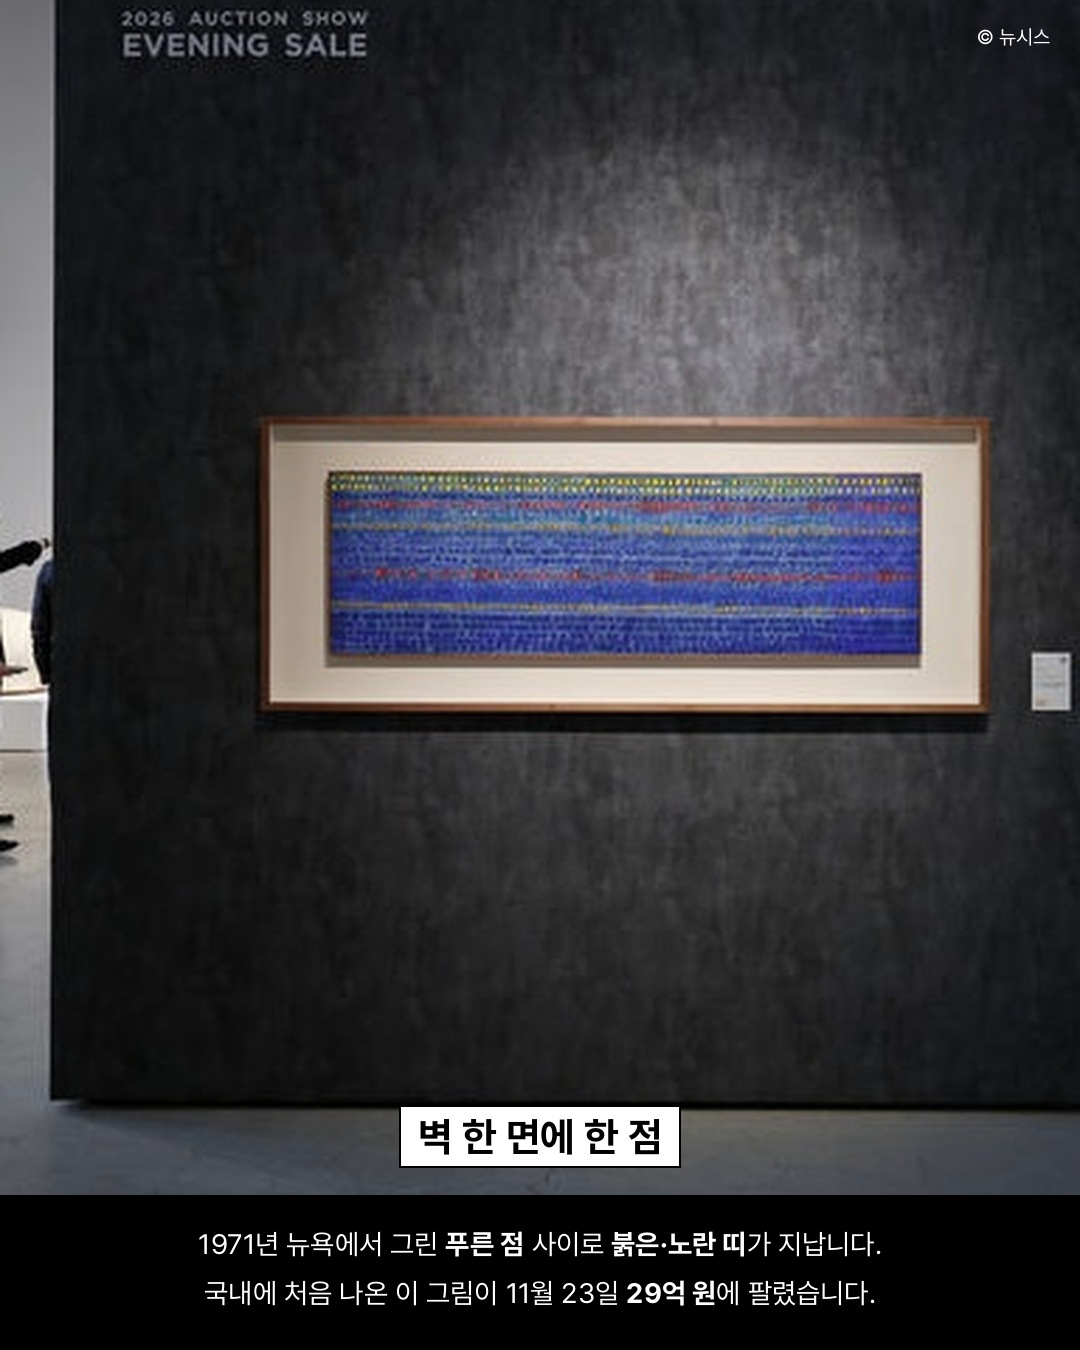 2026 AUCTION SHOW
EVENING SALE
© 뉴시스
벽 한 면에 한 점
1971년 뉴욕에서 그린 푸른 점 사이로 붉은·노란 띠가 지납니다.
국내에 처음 나온 이 그림이 11월 23일 29억 원에 팔렸습니다.